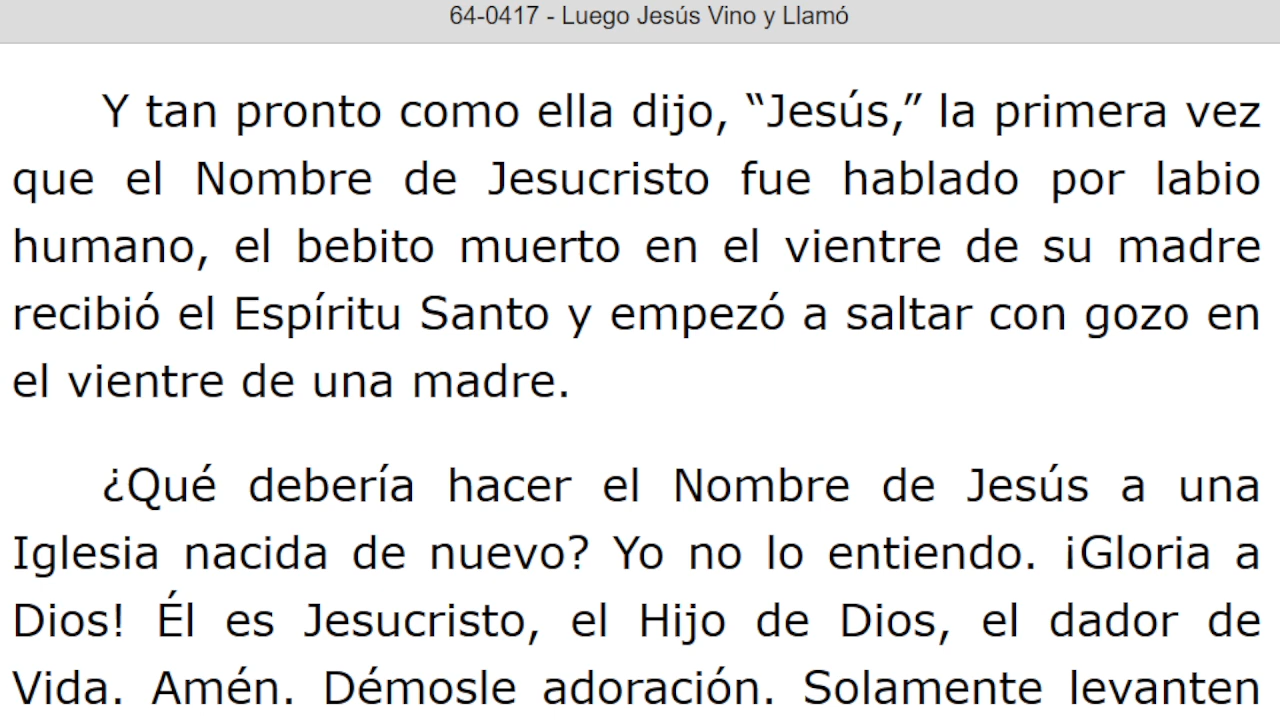 64-0417 - Luego Jesús Vino y Llamó
Y tan pronto como ella dijo, “Jesús,” la primera vez
que el Nombre de Jesucristo fue hablado por labio
humano, el bebito muerto en el vientre de su madre
recibió el Espíritu Santo y empezó a saltar con gozo en
el vientre de una madre.
¿Qué debería hacer el Nombre de Jesús a una
Iglesia nacida de nuevo? Yo no lo entiendo. ¡Gloria a
Dios! Él es Jesucristo, el Hijo de Dios, el dador de
Vida. Amén. Démosle adoración. Solamente levanten